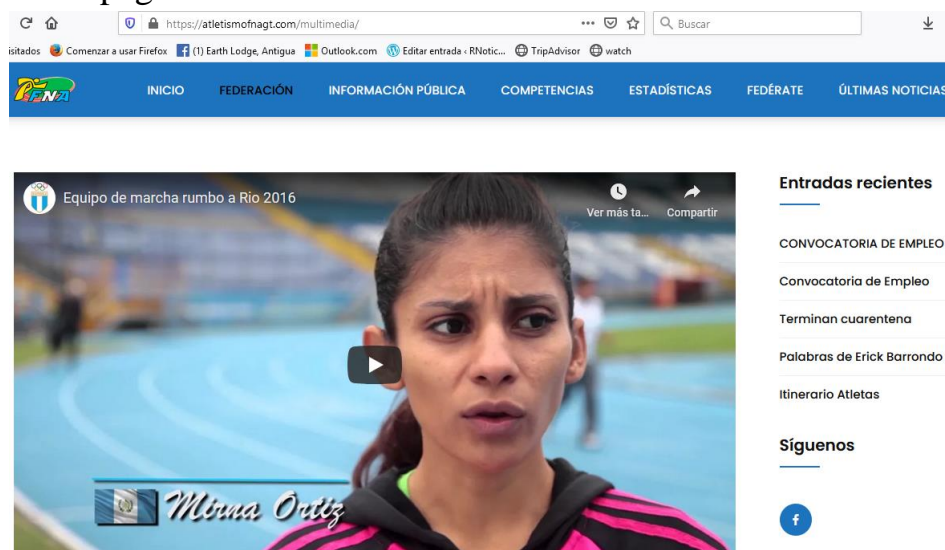 https://atletismofnagt.com/multimedia/
Buscar
isitados Comenzar a usar Firefox (1) Earth Lodge, Antigua Outlook.com Editar entrada ‹ RNotic... TripAdvisor watch
FNA INICIO FEDERACIÓN INFORMACIÓN PÚBLICA COMPETENCIAS ESTADÍSTICAS FEDÉRATE ÚLTIMAS NOTICIAS
Equipo de marcha rumbo a Rio 2016
Ver más ta... Compartir
Mirna Ortiz
Entradas recientes
CONVOCATORIA DE EMPLEO
Convocatoria de Empleo
Terminan cuarentena
Palabras de Erick Barrondo
Itinerario Atletas
Síguenos